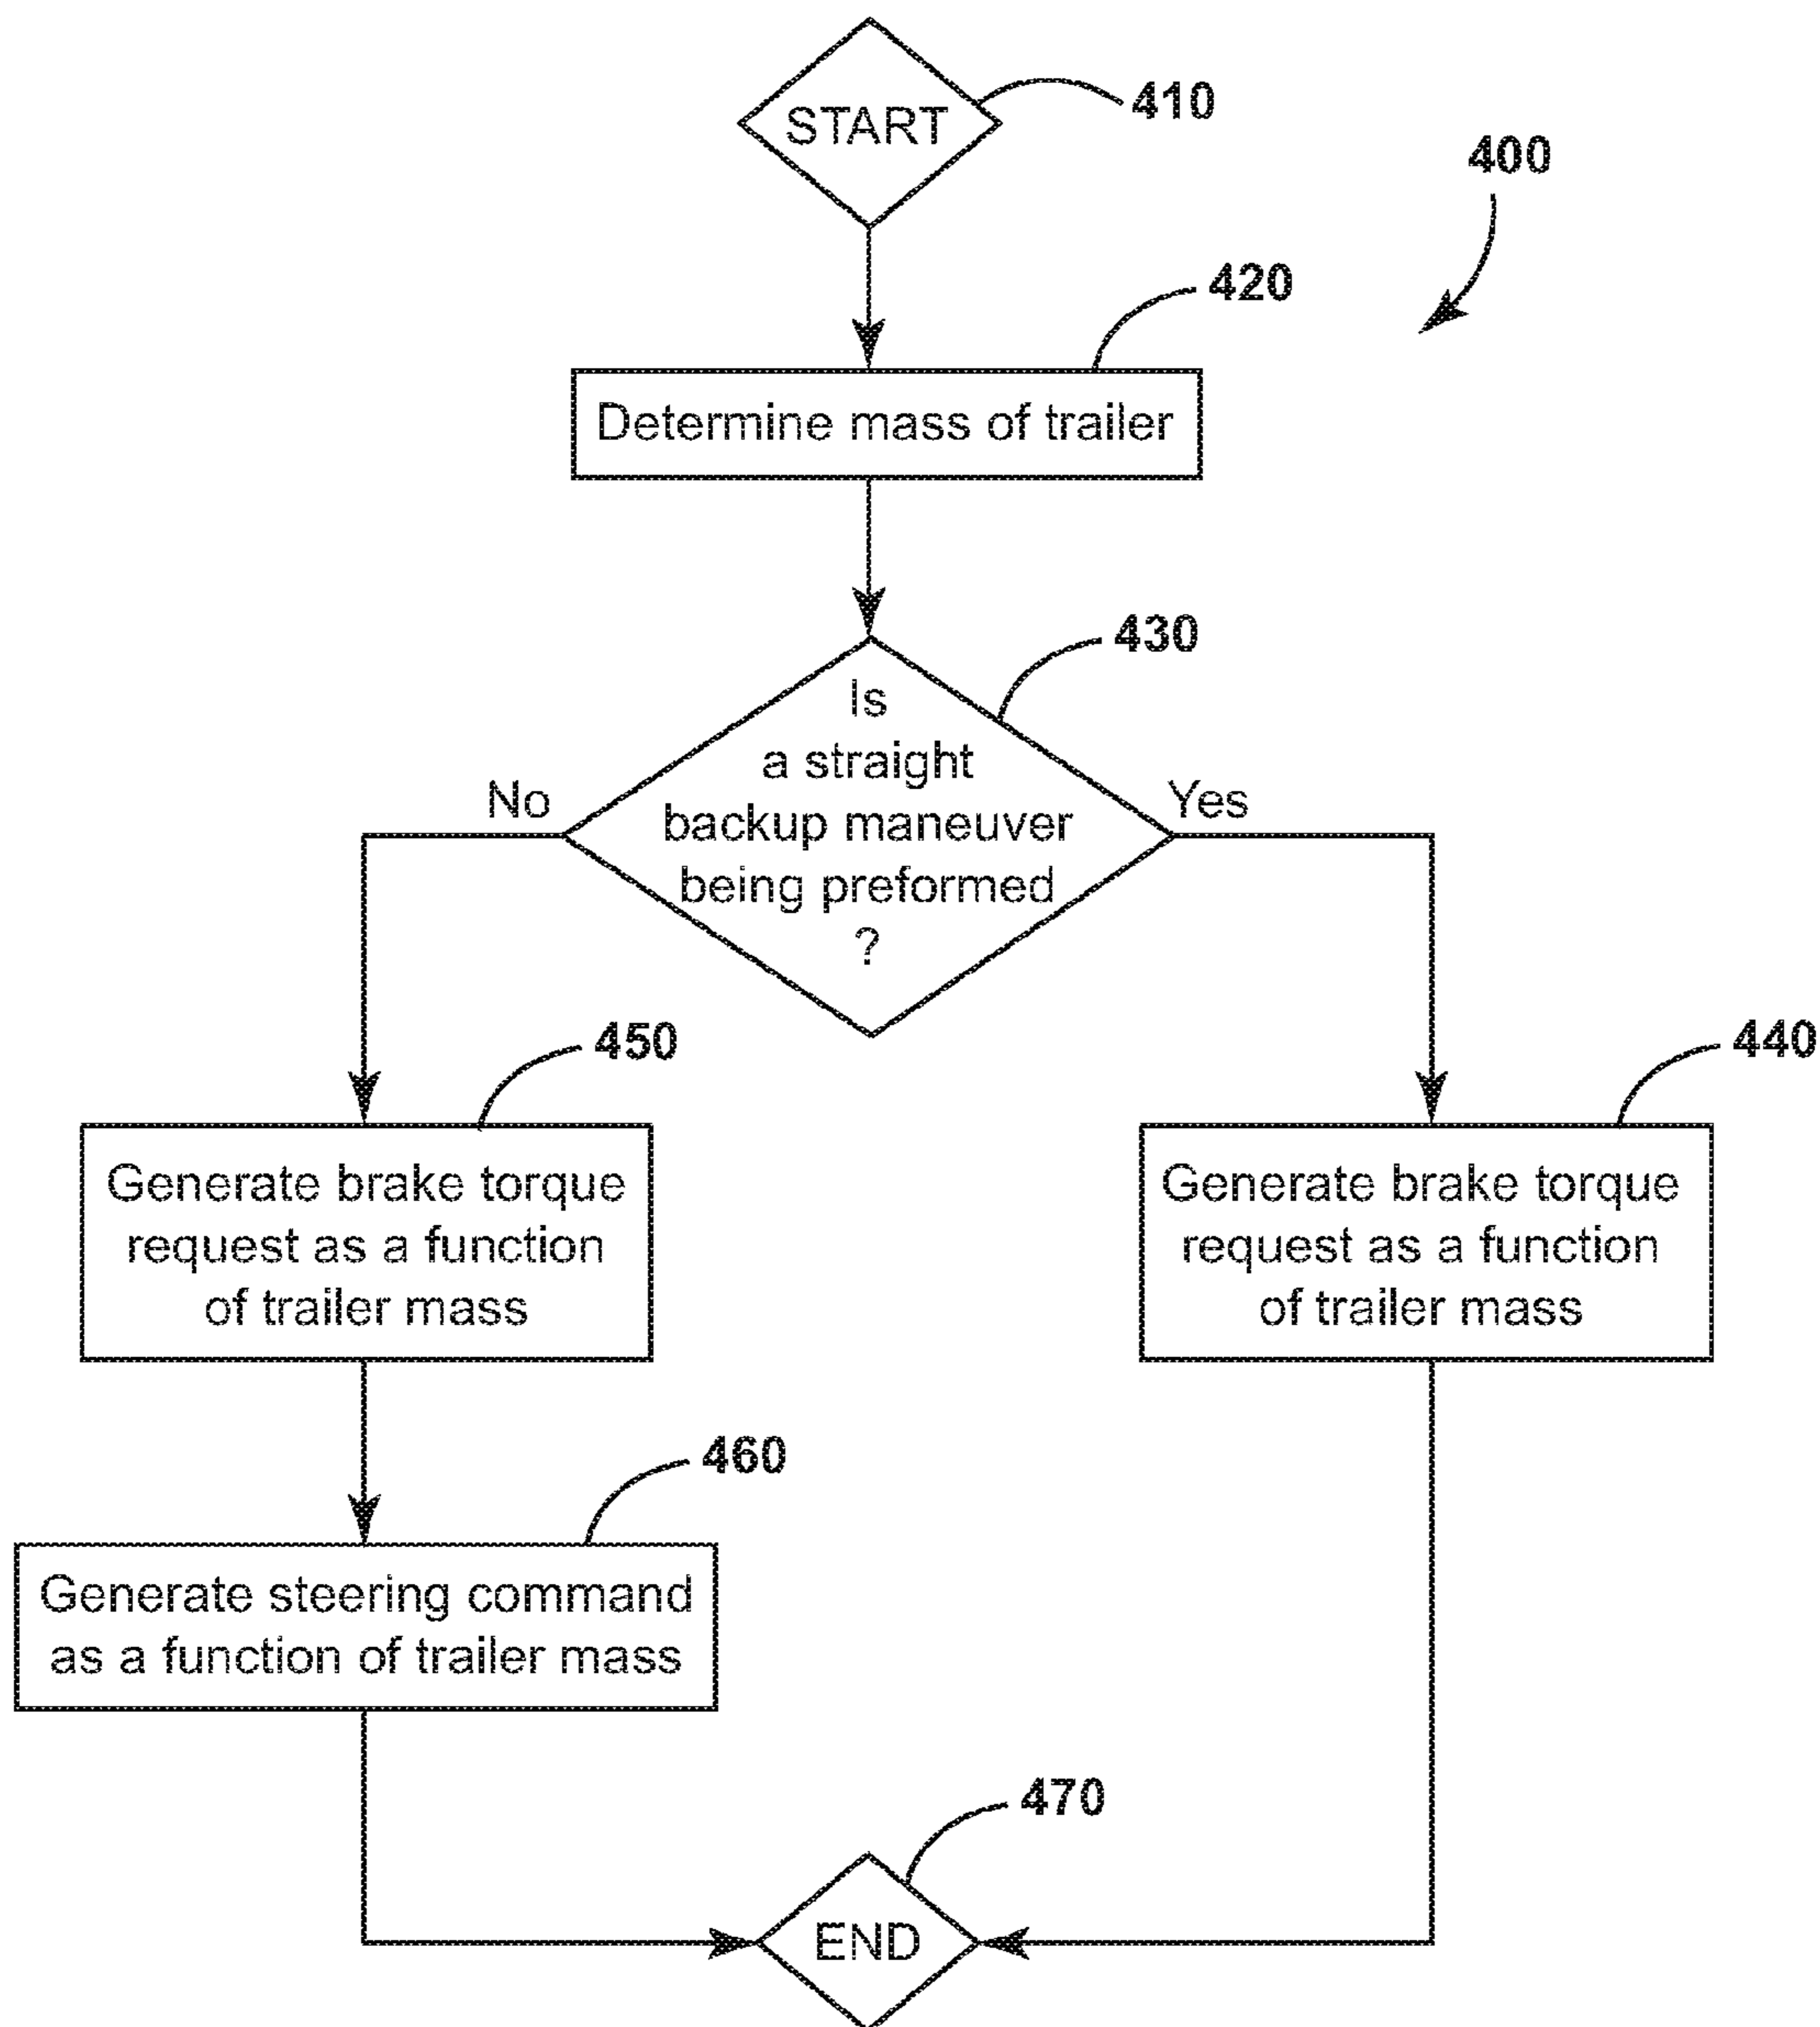 START
410
400
420
Determine mass of trailer
430
Is
a straight
backup maneuver
being preformed
?
No
Yes
450
440
Generate brake torque
request as a function
of trailer mass
Generate brake torque
request as a function
of trailer mass
460
Generate steering command
as a function of trailer mass
470
END